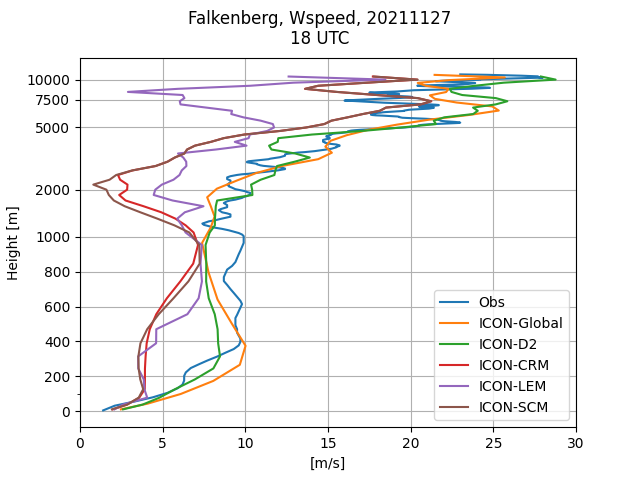 Falkenberg, Wspeed, 20211127
18 UTC
Height [m]
10000
7500
5000
2000
1000
800
600
400
200
0
0 5 10 15 20 25 30
[m/s]
Obs
ICON-Global
ICON-D2
ICON-CRM
ICON-LEM
ICON-SCM